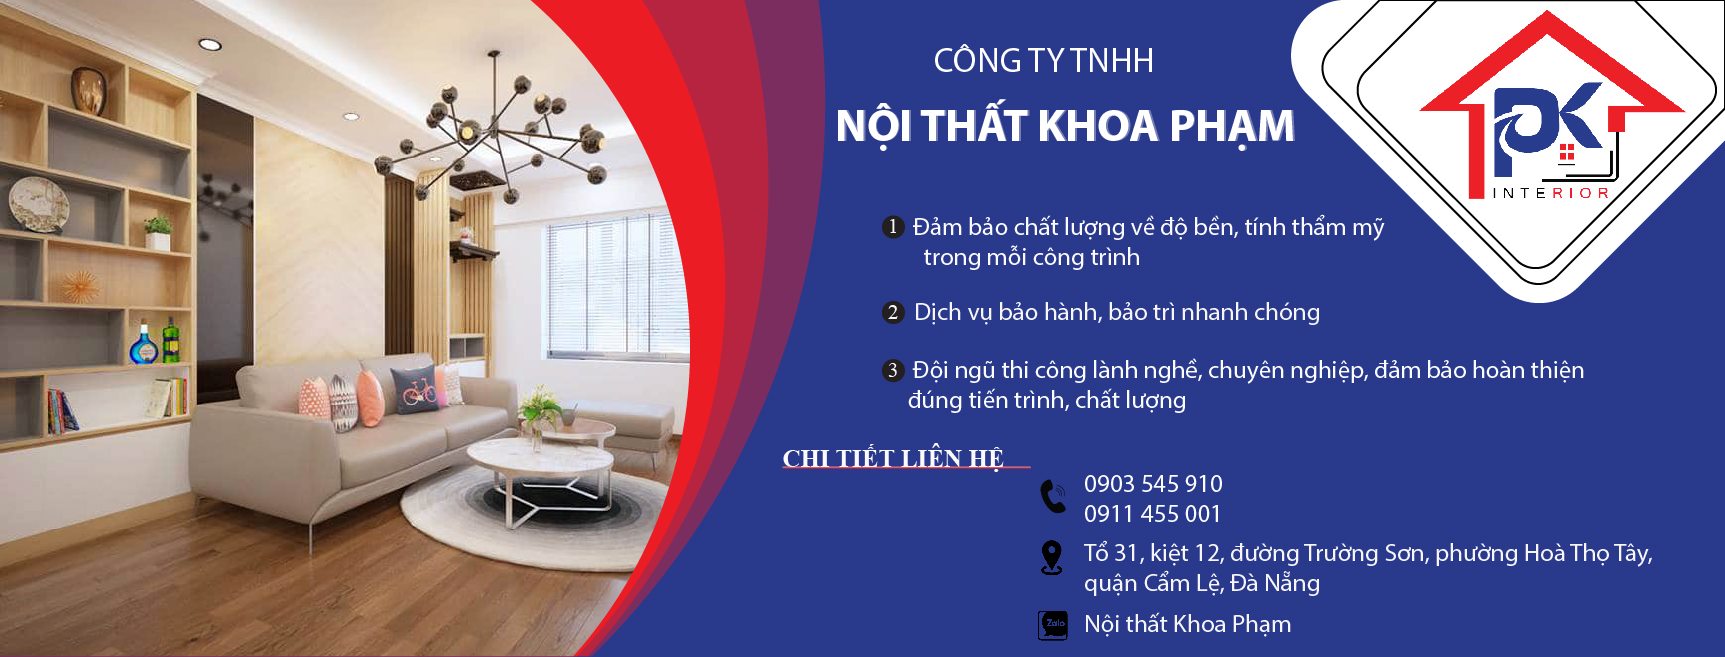 CÔNG TY TNHH
NỘI THẤT KHOA PHẠM
PK
INTERIOR
1 Đảm bảo chất lượng về độ bền, tính thẩm mỹ
trong mỗi công trình
2 Dịch vụ bảo hành, bảo trì nhanh chóng
3 Đội ngũ thi công lành nghề, chuyên nghiệp, đảm bảo hoàn thiện
đúng tiến trình, chất lượng
CHI TIẾT LIÊN HỆ
0903 545 910
0911 455 001
Tổ 31, kiệt 12, đường Trường Sơn, phường Hoà Thọ Tây,
quận Cẩm Lệ, Đà Nẵng
Zalo
Nội thất Khoa Phạm